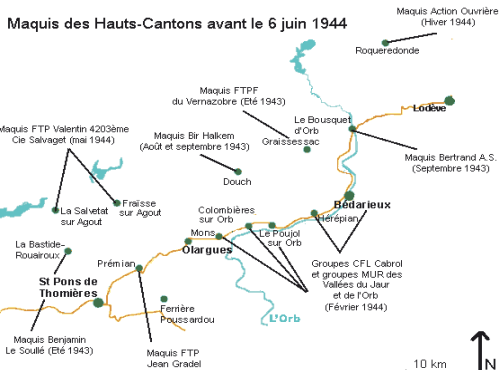 Maquis des Hauts-Cantons avant le 6 juin 1944
Maquis Action Ouvrière
(Hiver 1944)
Roqueredonde
Maquis FTPF
du Vernazobre (Eté 1943)
Le Bousquet
d'Orb
Lodève
Graissessac
Maquis FTP Valentin 4203ème
Cie Salvaget (mai 1944)
Maquis Bir Halkem
(Août et septembre 1943)
Maquis Bertrand A.S.
(Septembre 1943)
Douch
Fraïsse
sur Agout
La Salvetat
sur Agout
Bédarieux
Colombières
sur Orb
Hérépian
Le Poujol
sur Orb
Mons
Olargues
La Bastide-
Rouairoux
Prémian
St Pons de
Thomières
Groupes CFL Cabrol
et groupes MUR des
Vallées du Jaur
et de l'Orb
(Février 1944)
Ferrière
Poussardou
L'Orb
Maquis Benjamin
Le Soullé (Eté 1943)
Maquis FTP
Jean Gradel
10 km
N